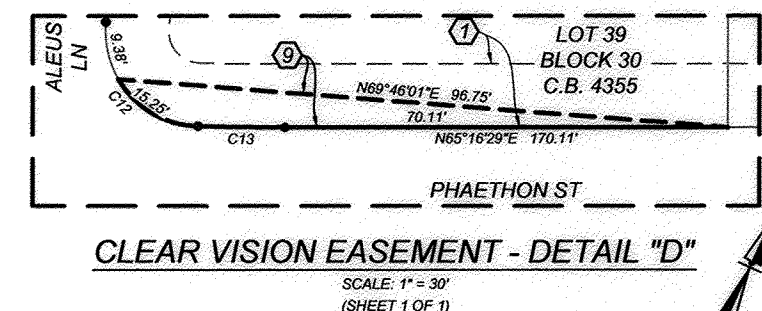 ALEUS
LN
9.38'
C12
15.25'
9
1
LOT 39
BLOCK 30
C.B. 4355
N69°46'01"E 96.75'
70.11'
C13
N65°16'29"E 170.11'
PHAETHON ST
CLEAR VISION EASEMENT - DETAIL "D"
SCALE: 1" = 30'
(SHEET 1 OF 1)